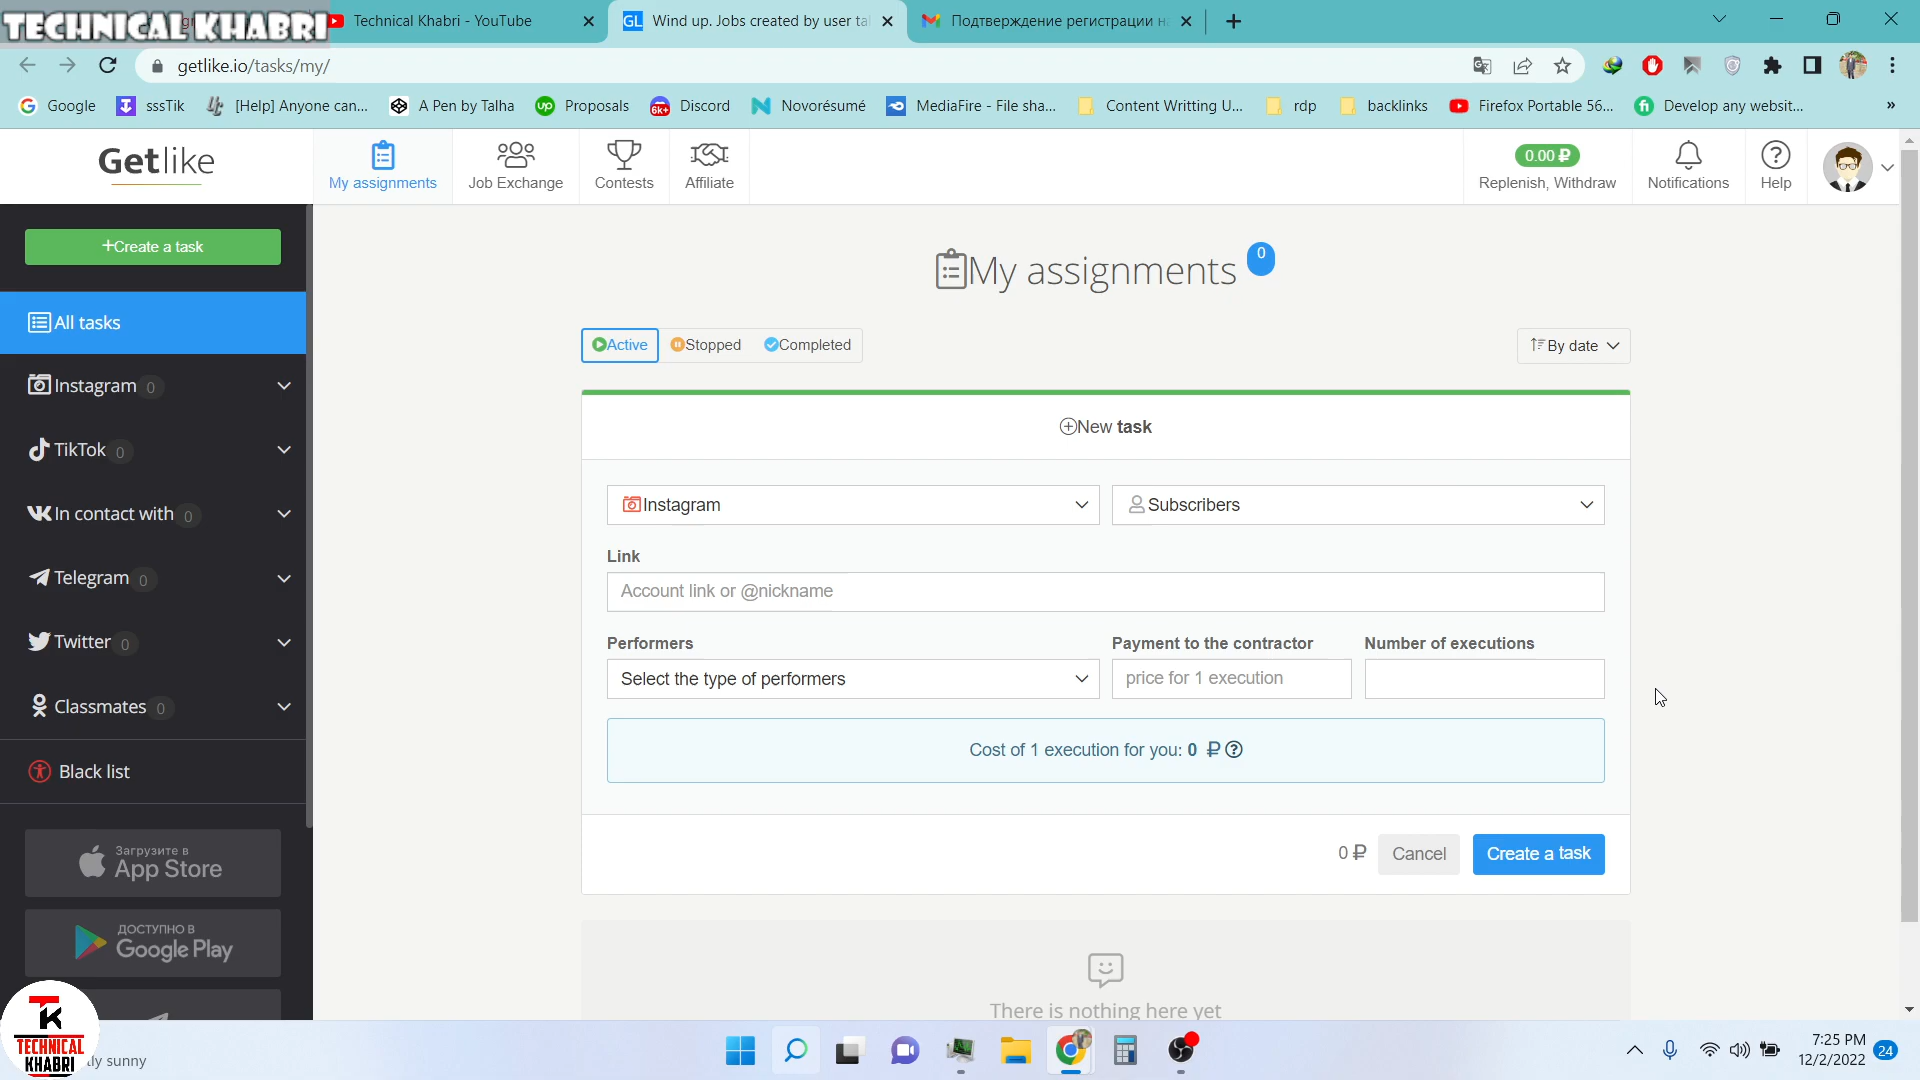 TECHNICAL KHABRI
Technical Khabri - YouTube
GL Wind up. Jobs created by user ta
Подтверждение регистрации н
getlike.io/tasks/my/
Google
sssTik
[Help] Anyone can...
A Pen by Talha
up Proposals
6k+ Discord
Novorésumé
MediaFire - File sha...
Content Writting U...
rdp
backlinks
Firefox Portable 56...
fi Develop any websit...
»
Getlike
My assignments
Job Exchange
Contests
Affiliate
0.00 ₽
Replenish, Withdraw
Notifications
Help
+Create a task
All tasks
Instagram 0
TikTok 0
In contact with 0
Telegram 0
Twitter 0
Classmates 0
Black list
Загрузите в
App Store
ДОСТУПНО В
Google Play
My assignments 0
Active
Stopped
Completed
By date
New task
Instagram
Subscribers
Link
Account link or @nickname
Performers
Payment to the contractor
Number of executions
Select the type of performers
price for 1 execution
Cost of 1 execution for you: 0 ₽
0 ₽
Cancel
Create a task
There is nothing here yet
TK
TECHNICAL
KHABRI
ly sunny
7:25 PM
12/2/2022
24